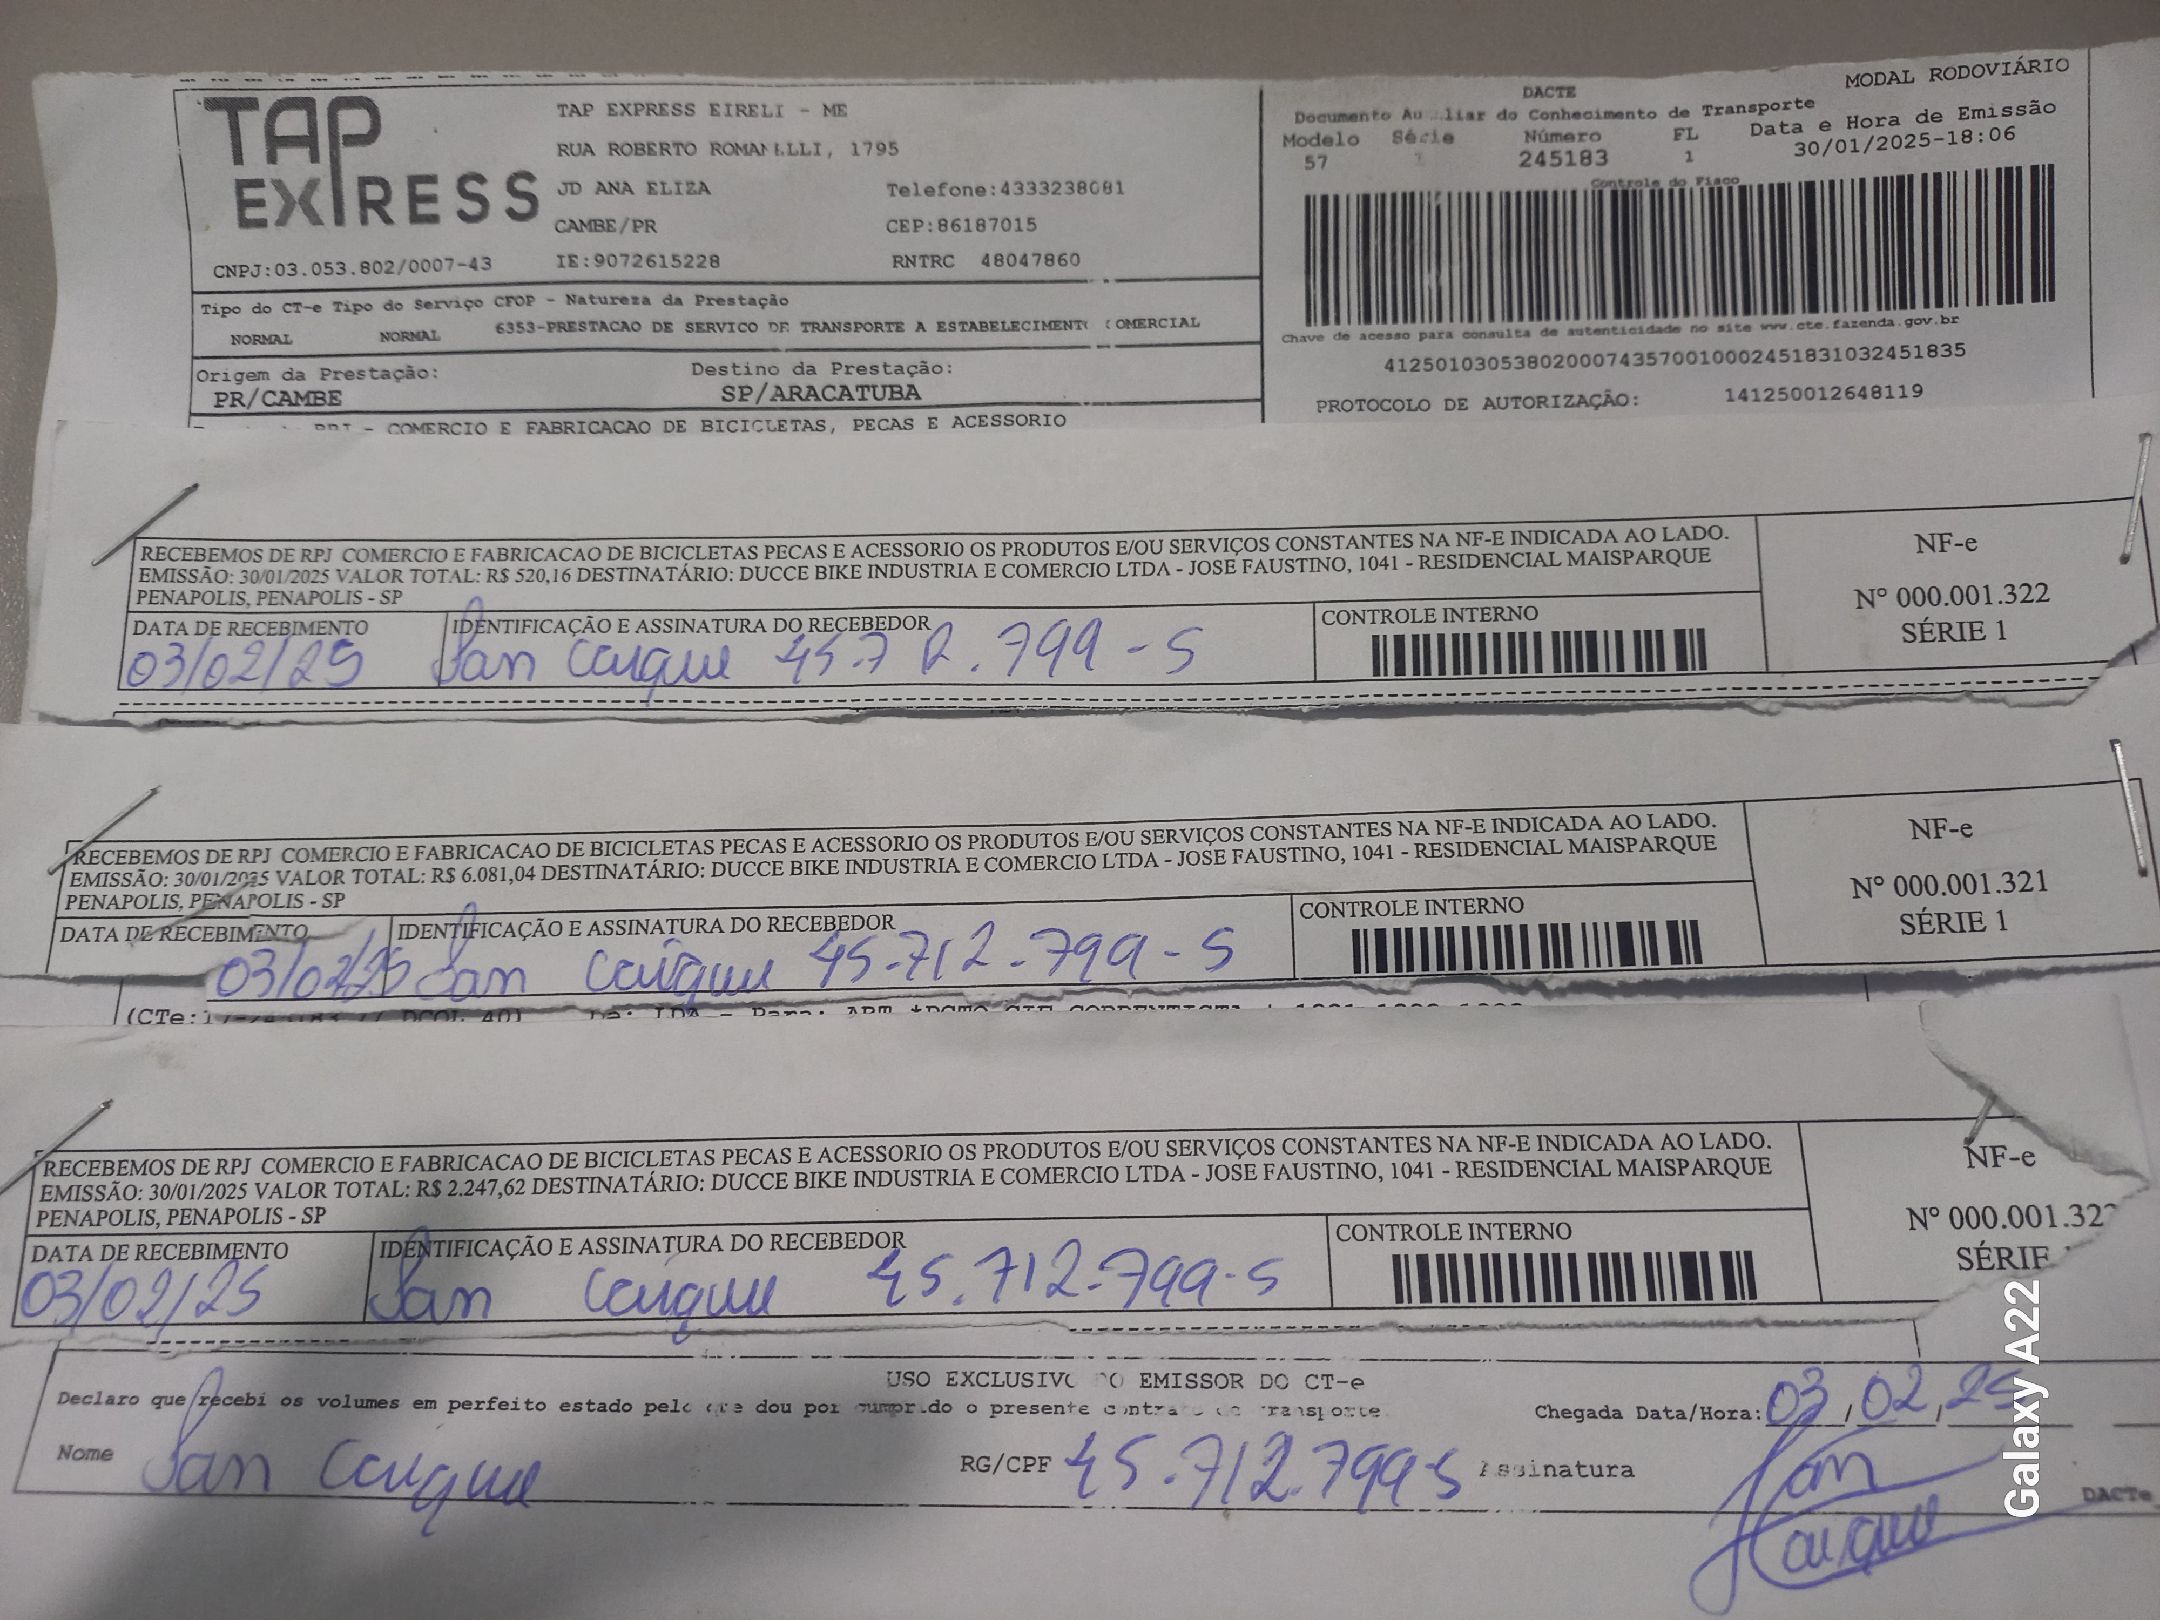 TAP EXPRESS
TAP EXPRESS EIRELI - ME
RUA ROBERTO ROMANELLI, 1795
JD ANA ELIZA Telefone:4333238081
CAMBE/PR CEP:86187015
CNPJ:03.053.802/0007-43 IE:9072615228 RNTRC 48047860
Tipo do CT-e Tipo do Serviço CFOP - Natureza da Prestação
NORMAL NORMAL 6353-PRESTACAO DE SERVICO DE TRANSPORTE A ESTABELECIMENTO COMERCIAL
Origem da Prestação: Destino da Prestação:
PR/CAMBE SP/ARACATUBA
- COMERCIO E FABRICACAO DE BICICLETAS, PECAS E ACESSORIO
DACTE MODAL RODOVIÁRIO
Documento Auxiliar do Conhecimento de Transporte
Modelo Série Número FL Data e Hora de Emissão
57 245183 1 30/01/2025-18:06
Controle do Fisco
Chave de acesso para consulta de autenticidade no site www.cte.fazenda.gov.br
41250103053802000743570010002451831032451835
PROTOCOLO DE AUTORIZAÇÃO: 141250012648119
RECEBEMOS DE RPJ COMERCIO E FABRICACAO DE BICICLETAS PECAS E ACESSORIO OS PRODUTOS E/OU SERVIÇOS CONSTANTES NA NF-E INDICADA AO LADO.
EMISSÃO: 30/01/2025 VALOR TOTAL: R$ 520,16 DESTINATÁRIO: DUCCE BIKE INDUSTRIA E COMERCIO LTDA - JOSE FAUSTINO, 1041 - RESIDENCIAL MAISPARQUE
PENAPOLIS, PENAPOLIS - SP
NF-e
Nº 000.001.322
SÉRIE 1
DATA DE RECEBIMENTO IDENTIFICAÇÃO E ASSINATURA DO RECEBEDOR CONTROLE INTERNO
03/02/25 .799-5
RECEBEMOS DE RPJ COMERCIO E FABRICACAO DE BICICLETAS PECAS E ACESSORIO OS PRODUTOS E/OU SERVIÇOS CONSTANTES NA NF-E INDICADA AO LADO.
EMISSÃO: 30/01/2025 VALOR TOTAL: R$ 6.081,04 DESTINATÁRIO: DUCCE BIKE INDUSTRIA E COMERCIO LTDA - JOSE FAUSTINO, 1041 - RESIDENCIAL MAISPARQUE
PENAPOLIS, PENAPOLIS - SP
NF-e
Nº 000.001.321
SÉRIE 1
DATA DE RECEBIMENTO IDENTIFICAÇÃO E ASSINATURA DO RECEBEDOR CONTROLE INTERNO
03/02/25 45.712.799-5
RECEBEMOS DE RPJ COMERCIO E FABRICACAO DE BICICLETAS PECAS E ACESSORIO OS PRODUTOS E/OU SERVIÇOS CONSTANTES NA NF-E INDICADA AO LADO.
EMISSÃO: 30/01/2025 VALOR TOTAL: R$ 2.247,62 DESTINATÁRIO: DUCCE BIKE INDUSTRIA E COMERCIO LTDA - JOSE FAUSTINO, 1041 - RESIDENCIAL MAISPARQUE
PENAPOLIS, PENAPOLIS - SP
NF-e
Nº 000.001.32
SÉRIE
DATA DE RECEBIMENTO IDENTIFICAÇÃO E ASSINATURA DO RECEBEDOR CONTROLE INTERNO
03/02/25 45.712.799-5
USO EXCLUSIVO DO EMISSOR DO CT-e
Declaro que recebi os volumes em perfeito estado pelo que dou por cumprido o presente contrato de transporte.
Chegada Data/Hora: 03/02/25
Nome RG/CPF 45.712.799-5 Assinatura
DACTe
Galaxy A22